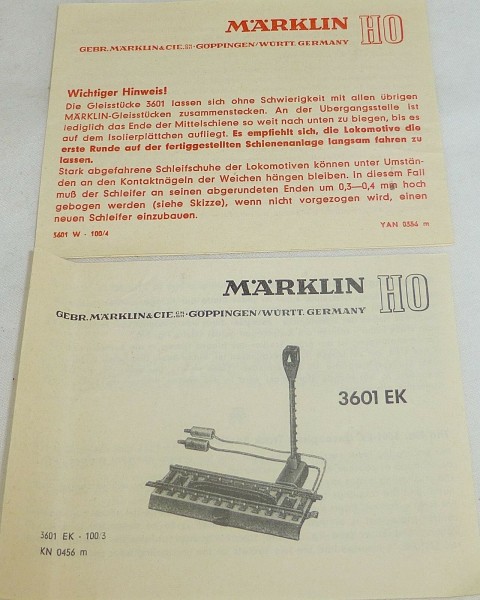 MÄRKLIN HO
GEBR. MÄRKLIN & CIE. GMBH · GÖPPINGEN/WÜRTT. GERMANY
Wichtiger Hinweis!
Die Gleisstücke 3601 lassen sich ohne Schwierigkeit mit allen übrigen
MÄRKLIN-Gleisstücken zusammenstecken. An der Übergangsstelle ist
lediglich das Ende der Mittelschiene so weit nach unten zu biegen, bis es
auf dem Isolierplättchen aufliegt. Es empfiehlt sich, die Lokomotive die
erste Runde auf der fertiggestellten Schienenanlage langsam fahren zu
lassen.
Stark abgefahrene Schleifschuhe der Lokomotiven können unter Umstän-
den an den Kontaktnägeln der Weichen hängen bleiben. In diesem Fall
muß der Schleifer an seinen abgerundeten Enden um 0,3—0,4 mm hoch
gebogen werden (siehe Skizze), wenn nicht vorgezogen wird, einen
neuen Schleifer einzubauen.
3601 W - 100/4 YAN 0356 m
MÄRKLIN HO
GEBR. MÄRKLIN & CIE. GMBH · GÖPPINGEN/WÜRTT. GERMANY
3601 EK
3601 EK - 100/3
KN 0456 m